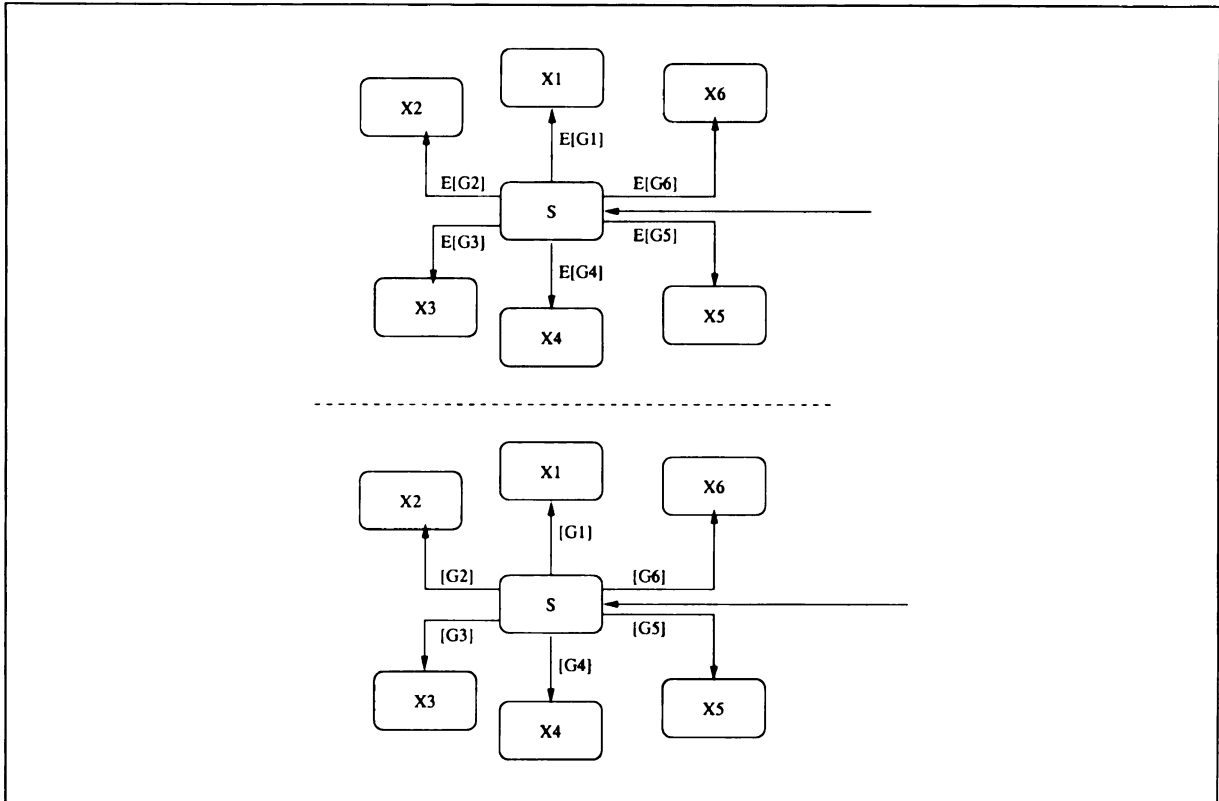 X1
X2
X6
E[G1]
E[G2]
E[G6]
S
E[G3]
E[G5]
E[G4]
X3
X5
X4
X1
X2
X6
[G1]
[G2]
[G6]
S
[G3]
[G5]
[G4]
X3
X5
X4